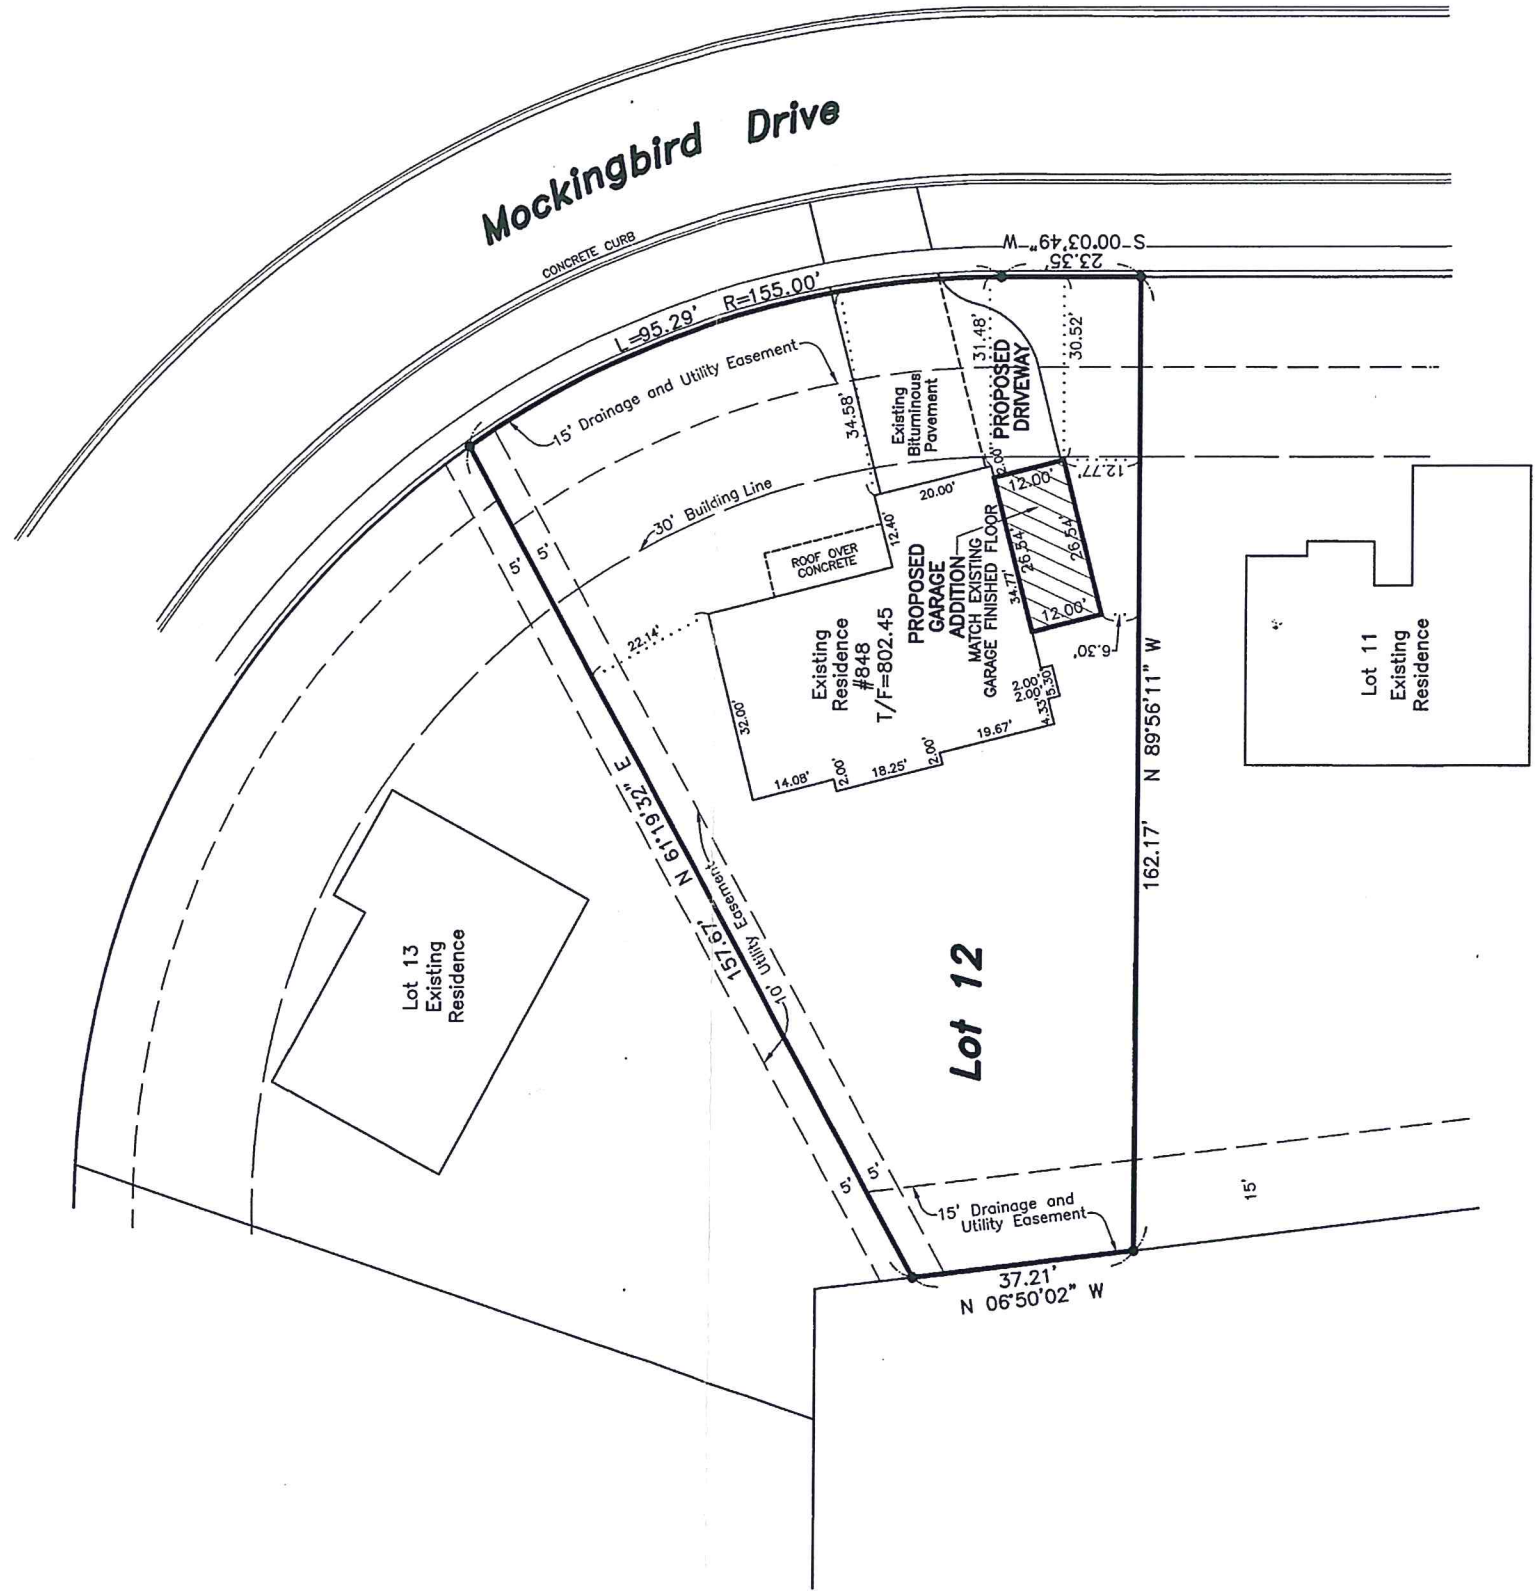 Mockingbird Drive
CONCRETE CURB
S 00°03'49" W
23.35'
L=95.29' R=155.00'
15' Drainage and Utility Easement
31.48'
30.52'
PROPOSED
DRIVEWAY
34.58'
Existing
Bituminous
Pavement
2.00'
12.77'
30' Building Line
20.00'
12.00'
12.40'
ROOF OVER
CONCRETE
5'
5'
PROPOSED
GARAGE
ADDITION
MATCH EXISTING
GARAGE FINISHED FLOOR
26.54'
26.54'
34.77'
12.00'
6.30'
22.14'
Existing
Residence
#848
T/F=802.45
2.00'
2.00'
5.30'
4.33'
32.00'
19.67'
2.00'
18.25'
2.00'
14.08'
Lot 11
Existing
Residence
N 61°19'32" E
157.67'
10' Utility Easement
N 89°56'11" W
162.17'
Lot 13
Existing
Residence
Lot 12
5'
5'
15' Drainage and
Utility Easement
15'
37.21'
N 06°50'02" W